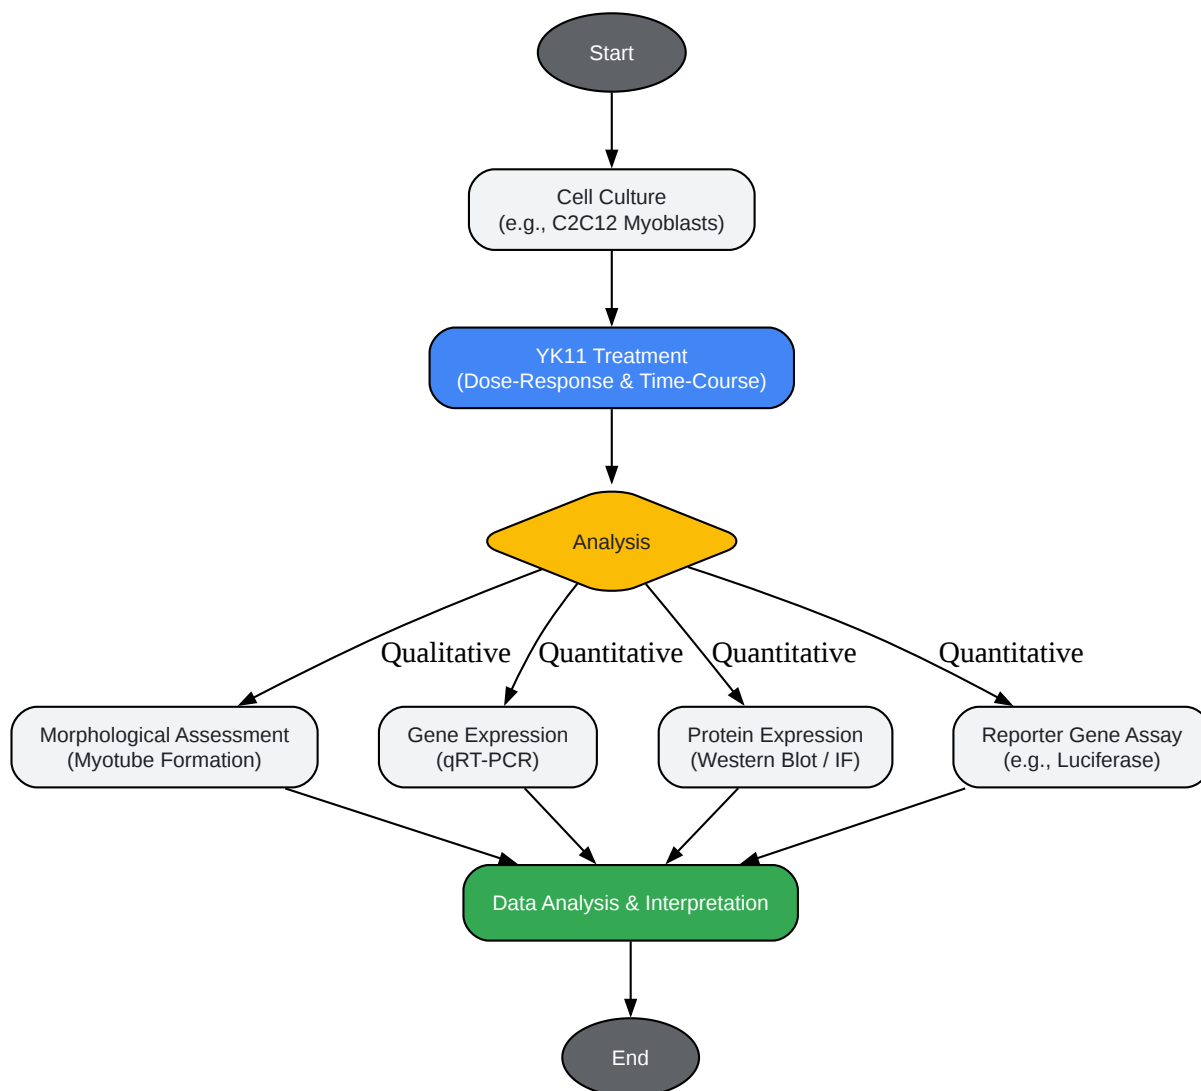 Start
Cell Culture
(e.g., C2C12 Myoblasts)
YK11 Treatment
(Dose-Response & Time-Course)
Analysis
Qualitative
Quantitative
Quantitative
Quantitative
Morphological Assessment
(Myotube Formation)
Gene Expression
(qRT-PCR)
Protein Expression
(Western Blot / IF)
Reporter Gene Assay
(e.g., Luciferase)
Data Analysis & Interpretation
End